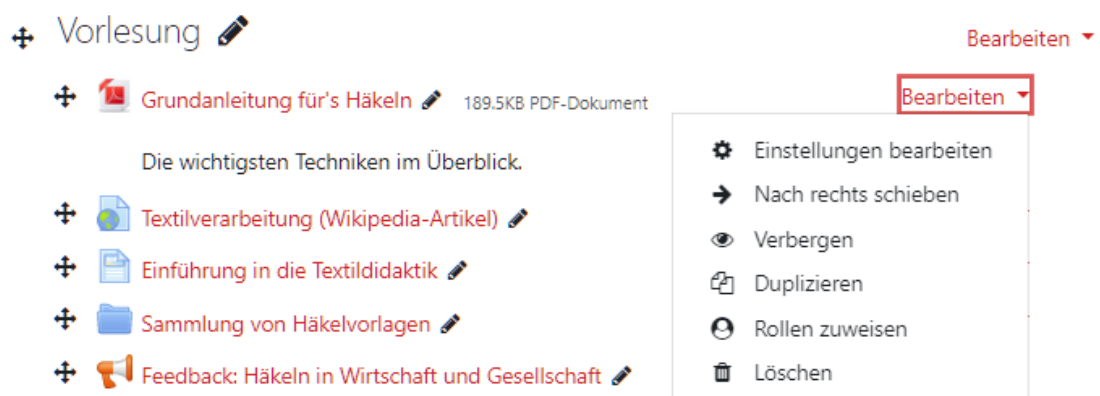 Vorlesung
Bearbeiten
Grundanleitung für's Häkeln 189.5KB PDF-Dokument
Bearbeiten
Die wichtigsten Techniken im Überblick.
Textilverarbeitung (Wikipedia-Artikel)
Einführung in die Textildidaktik
Sammlung von Häkelvorlagen
Feedback: Häkeln in Wirtschaft und Gesellschaft
Einstellungen bearbeiten
Nach rechts schieben
Verbergen
Duplizieren
Rollen zuweisen
Löschen